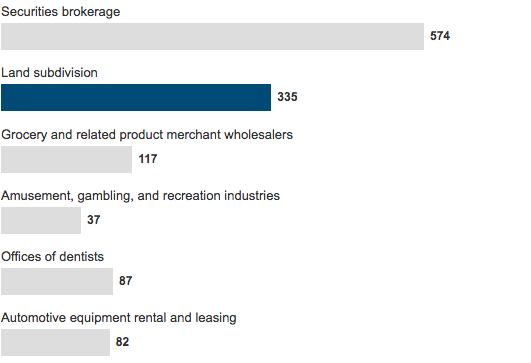 Securities brokerage
574
Land subdivision
335
Grocery and related product merchant wholesalers
117
Amusement, gambling, and recreation industries
37
Offices of dentists
87
Automotive equipment rental and leasing
82